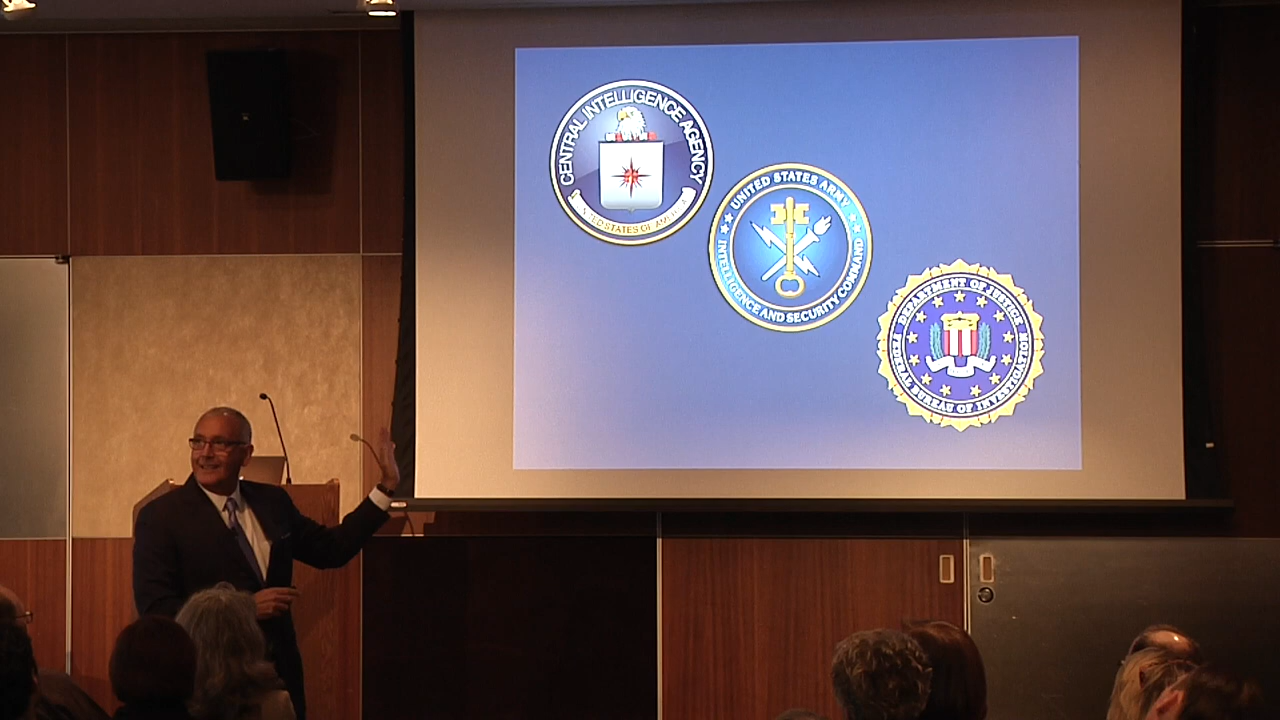 CENTRAL INTELLIGENCE AGENCY
UNITED STATES OF AMERICA
UNITED STATES ARMY
INTELLIGENCE AND SECURITY COMMAND
DEPARTMENT OF JUSTICE
FEDERAL BUREAU OF INVESTIGATION